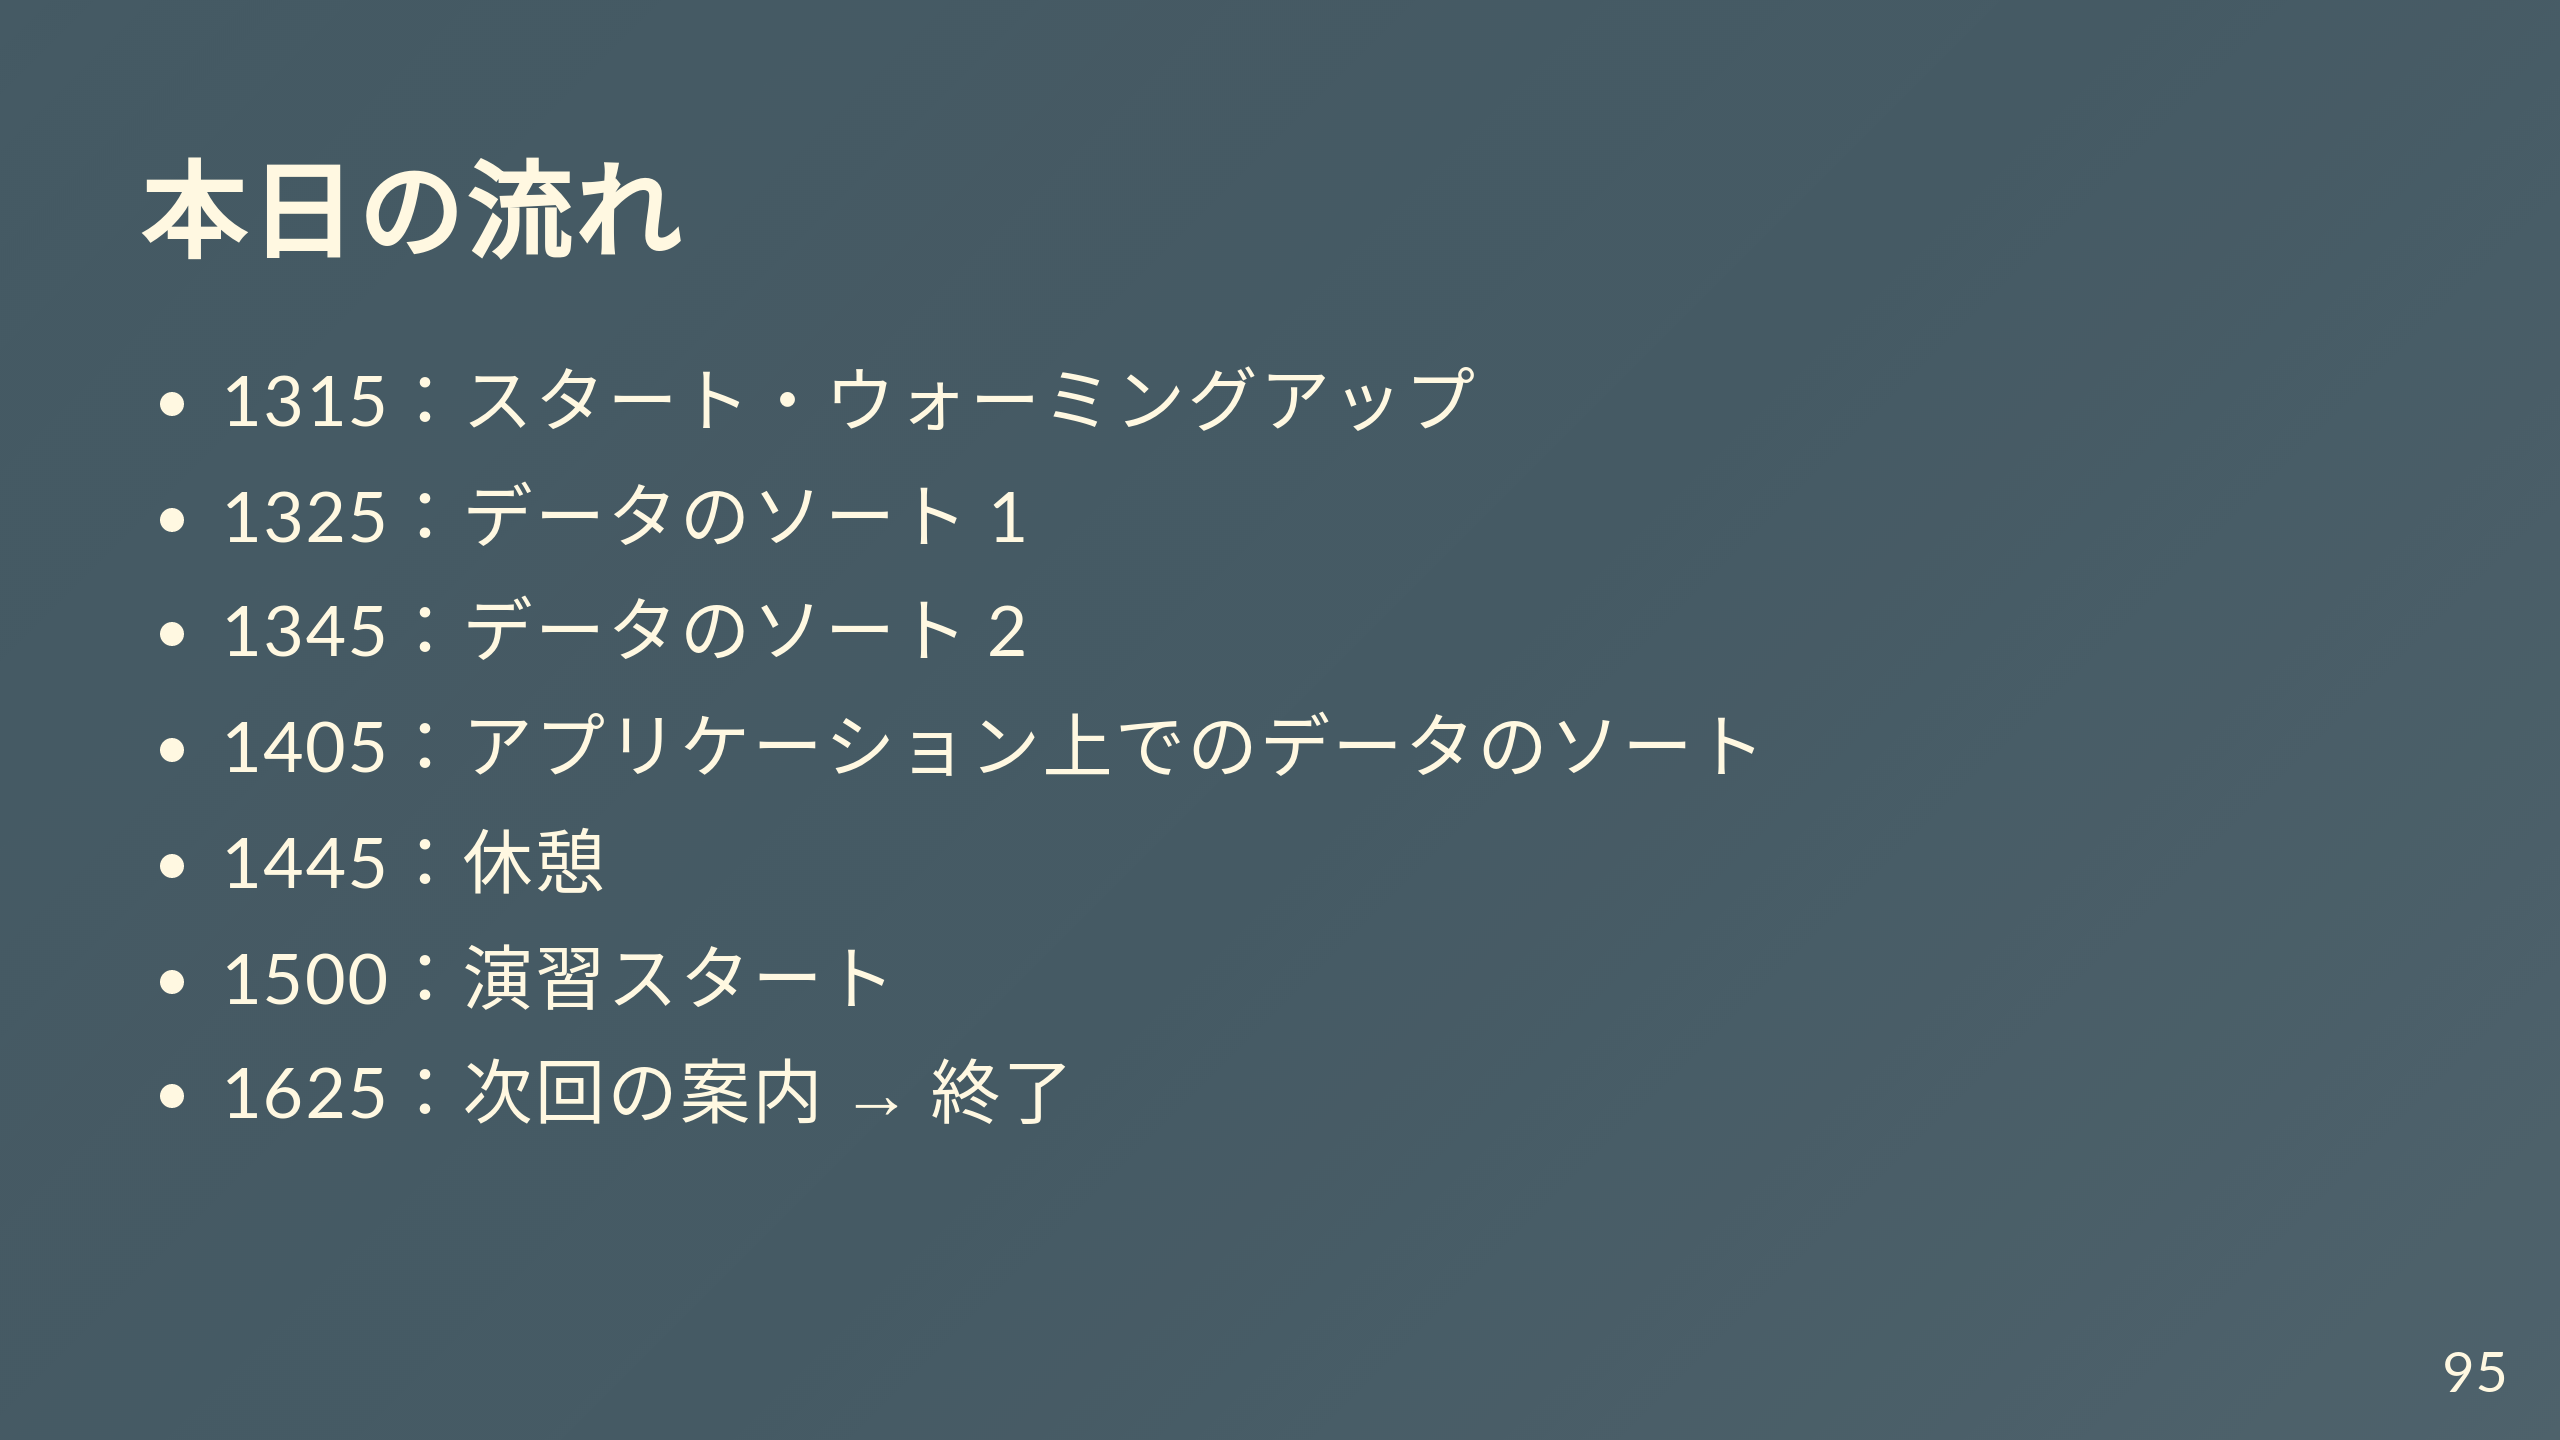 本日の流れ
• 1315：スタート・ウォーミングアップ
• 1325：データのソート 1
• 1345：データのソート 2
• 1405：アプリケーション上でのデータのソート
• 1445：休憩
• 1500：演習スタート
• 1625：次回の案内 → 終了
95